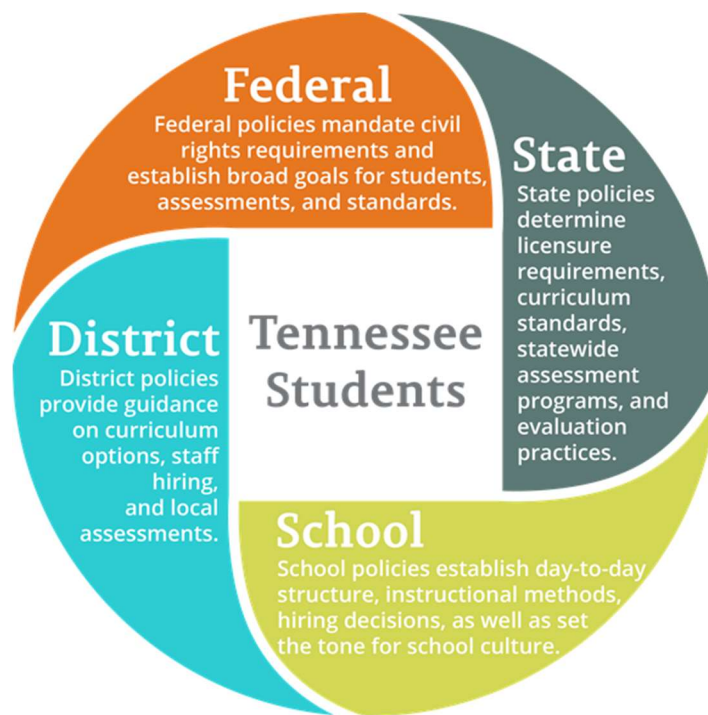 Federal
Federal policies mandate civil
rights requirements and
establish broad goals for students,
assessments, and standards.
State
State policies
determine
licensure
requirements,
curriculum
standards,
statewide
assessment
programs, and
evaluation
practices.
Tennessee
Students
District
District policies
provide guidance
on curriculum
options, staff
hiring,
and local
assessments.
School
School policies establish day-to-day
structure, instructional methods,
hiring decisions, as well as set
the tone for school culture.